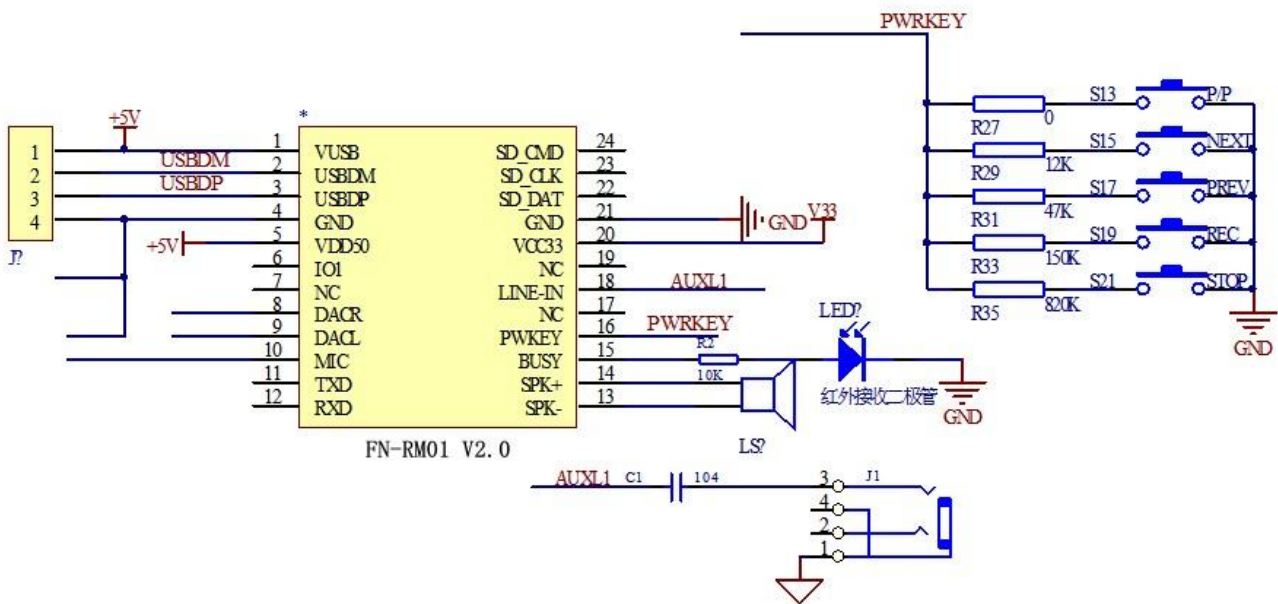 PWRKEY
S13 P/P
R27 0
S15 NEXT
R29 12K
S17 PREV
R31 47K
S19 REC
R33 150K
S21 STOP
R35 820K
GND
*
+5V
1
2
3
4
J?
USBDM
USBDP
+5V
1 VUSB SD_CMD 24
2 USBDM SD_CLK 23
3 USBDP SD_DAT 22
4 GND GND 21
5 VDD50 VCC33 20
6 IO1 NC 19
7 NC LINE-IN 18
8 DACR NC 17
9 DACL PWKEY 16
10 MIC BUSY 15
11 TXD SPK+ 14
12 RXD SPK- 13
FN-RM01 V2.0
GND V33
AUXL1
PWRKEY
R2
10K
LED?
红外接收二极管
GND
LS?
AUXL1 C1 104
3 J1
4
2
1